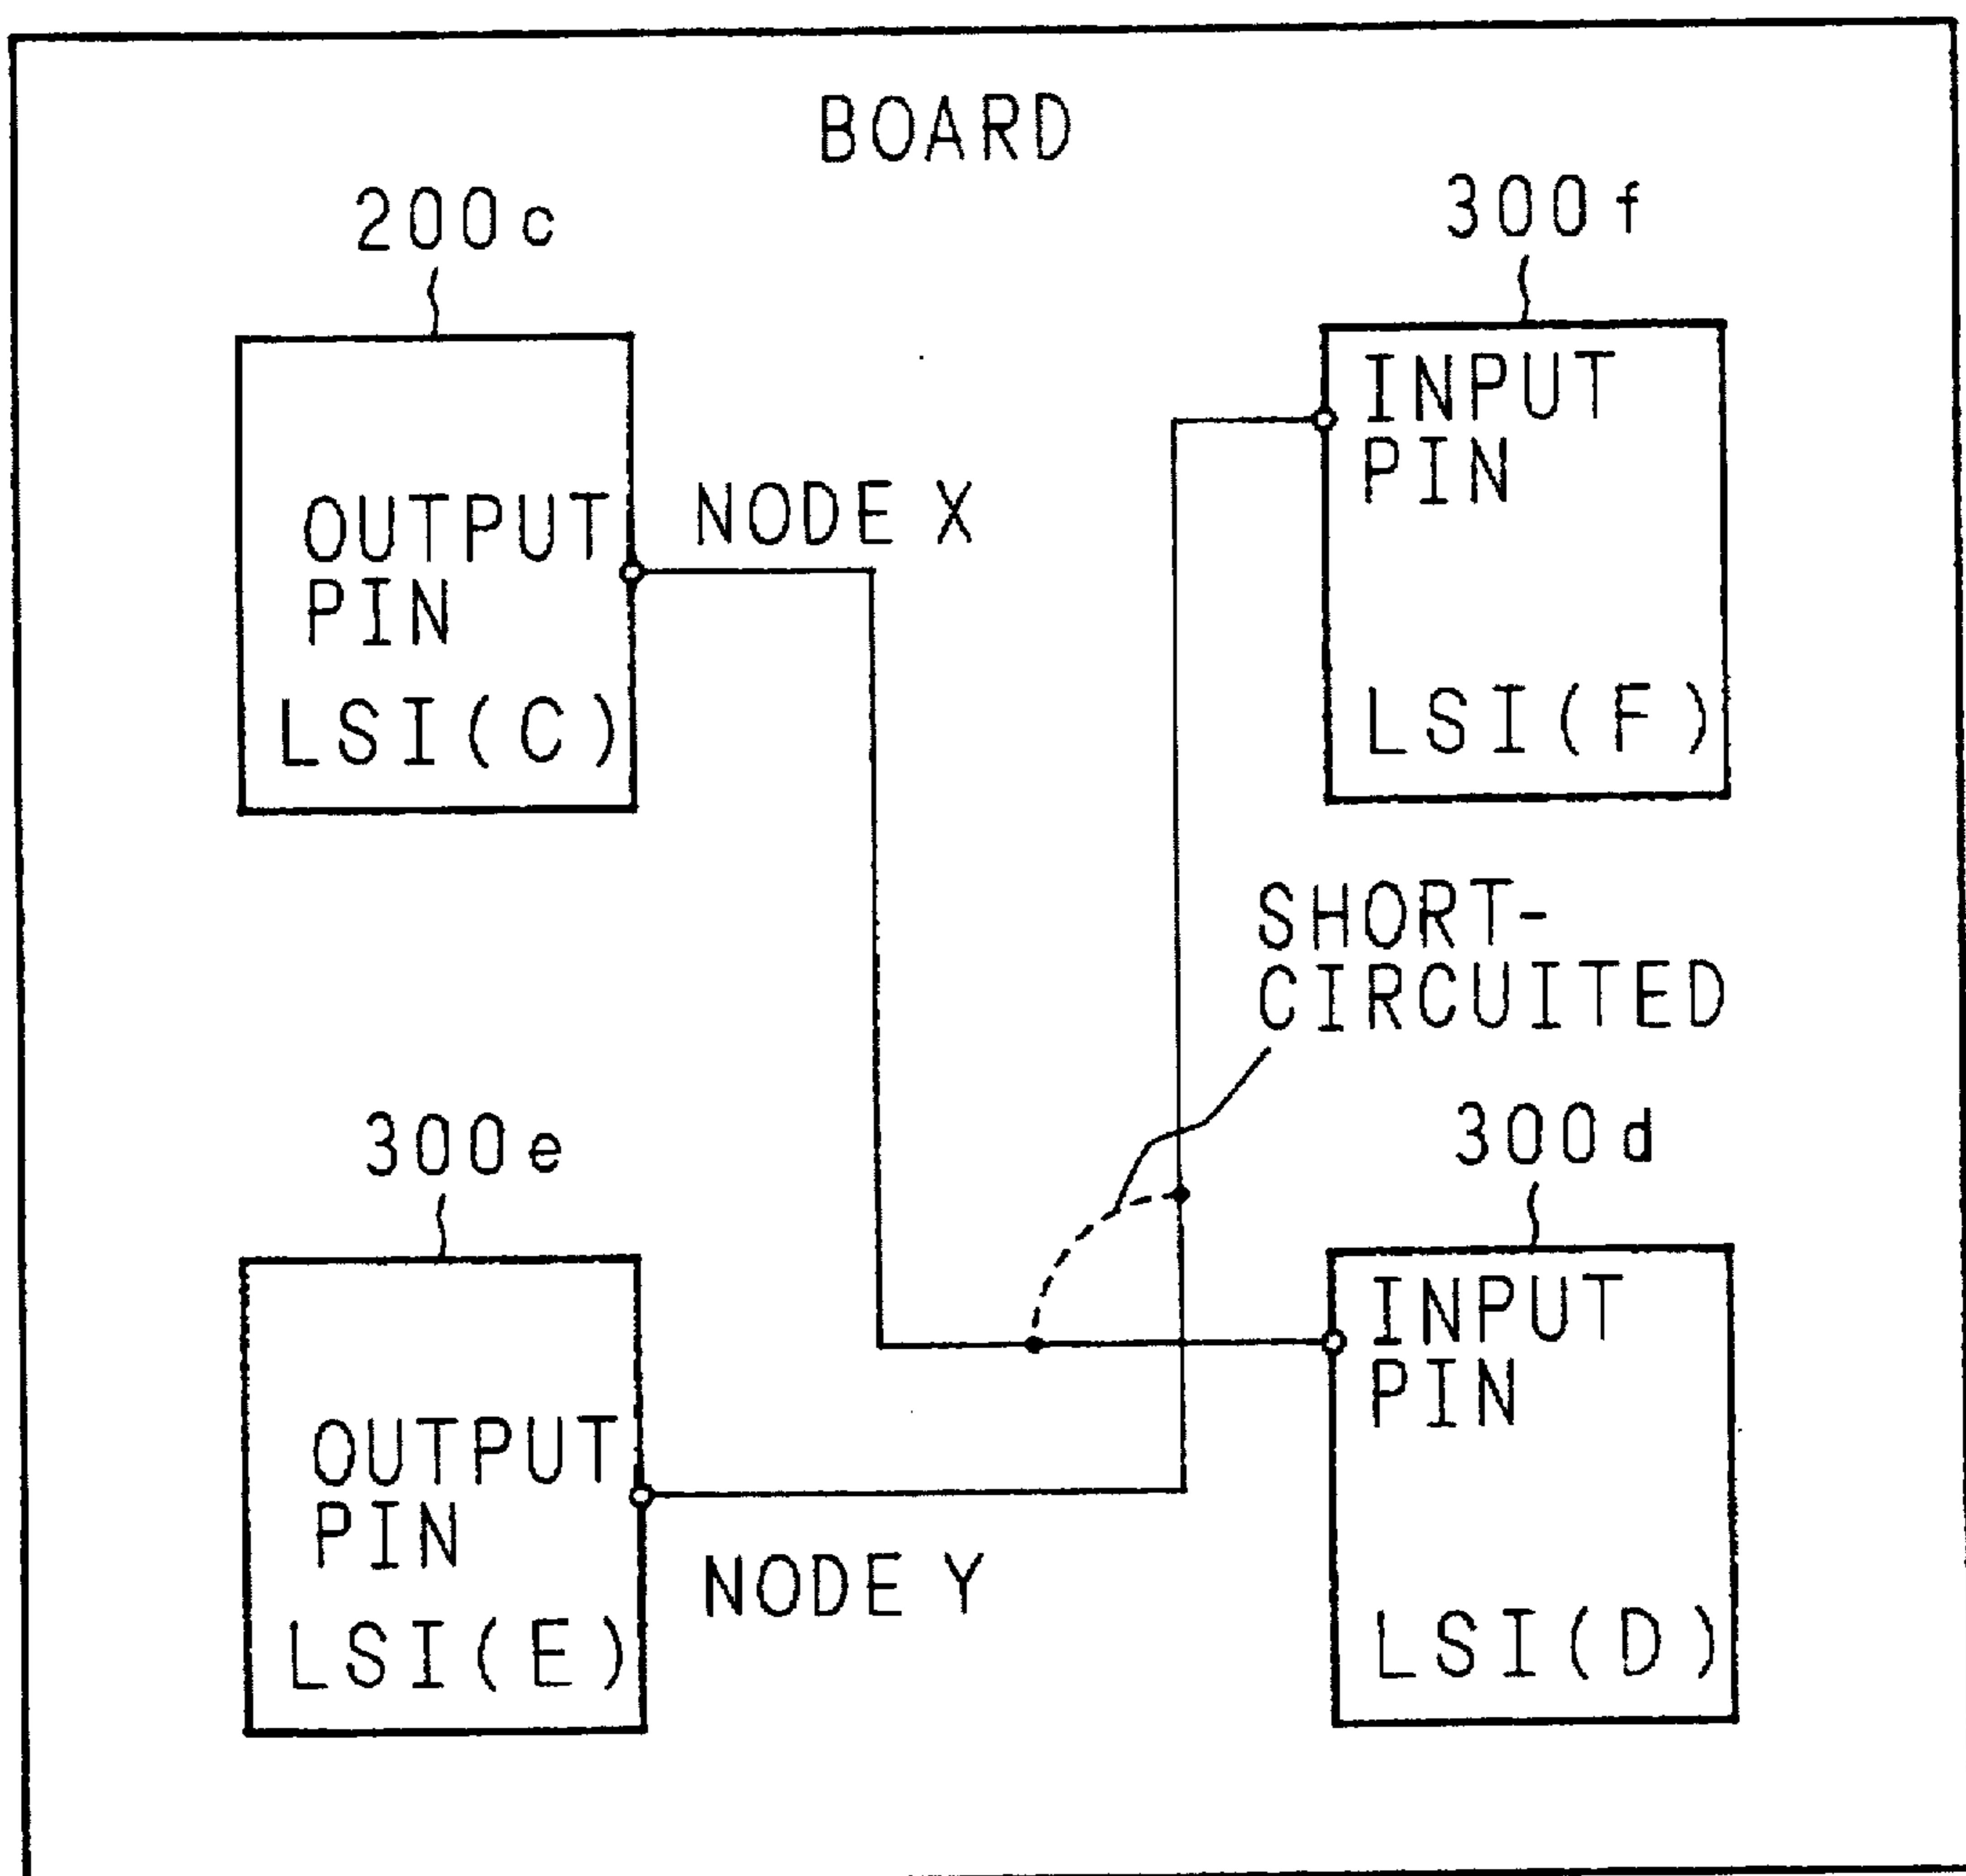 BOARD
200c
300f
OUTPUT
PIN
LSI(C)
NODE X
INPUT
PIN
LSI(F)
SHORT-
CIRCUITED
300e
300d
OUTPUT
PIN
LSI(E)
NODE Y
INPUT
PIN
LSI(D)